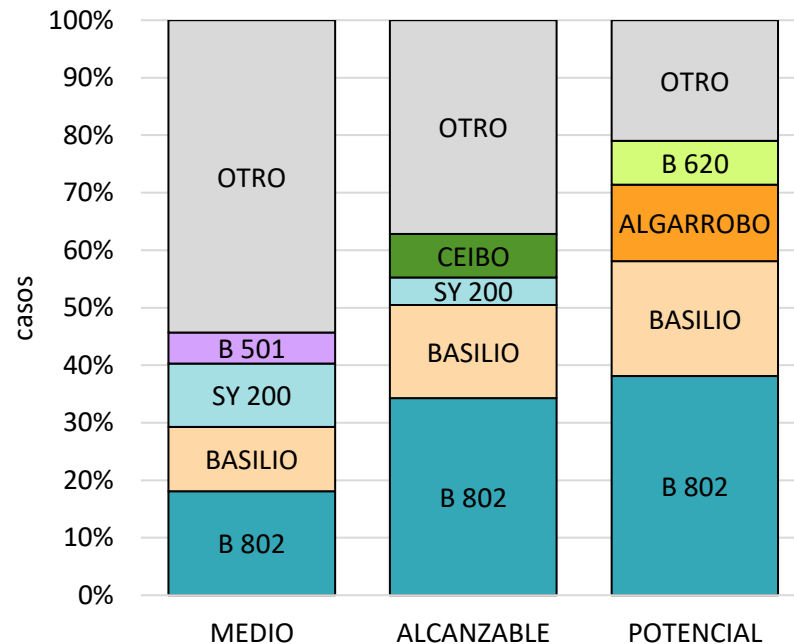 100%
90%
80%
70%
60%
50%
40%
30%
20%
10%
0%
casos
OTRO
B 501
SY 200
BASILIO
B 802
OTRO
CEIBO
SY 200
BASILIO
B 802
OTRO
B 620
ALGARROBO
BASILIO
B 802
MEDIO
ALCANZABLE
POTENCIAL